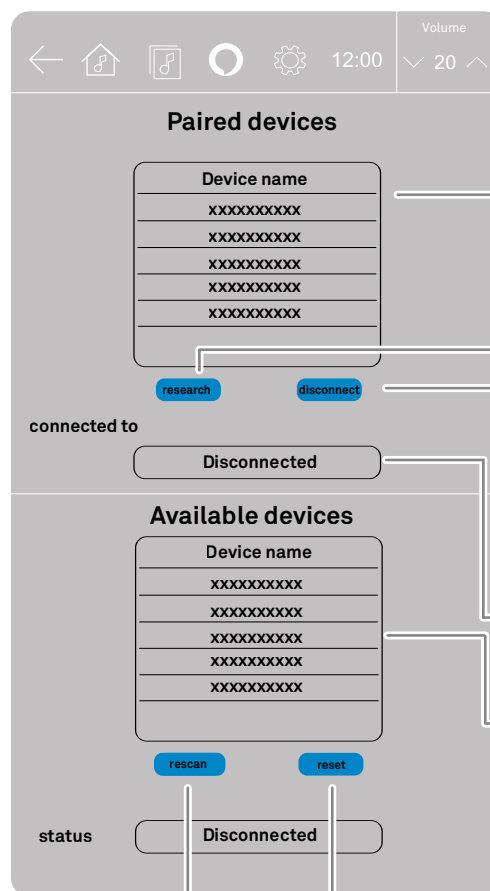 Volume
12:00 20
Paired devices
Device name
xxxxxxxxxx
xxxxxxxxxx
xxxxxxxxxx
xxxxxxxxxx
xxxxxxxxxx
research disconnect
connected to
Disconnected
Available devices
Device name
xxxxxxxxxx
xxxxxxxxxx
xxxxxxxxxx
xxxxxxxxxx
xxxxxxxxxx
rescan reset
status Disconnected